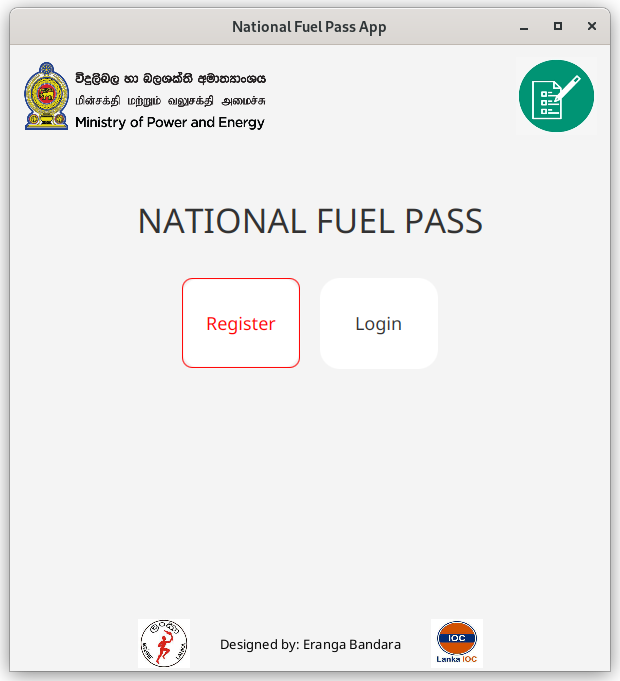 National Fuel Pass App
විදුලිබල හා බලශක්ති අමාත්‍යාංශය
மின்சக்தி மற்றும் வலுசக்தி அமைச்சு
Ministry of Power and Energy
NATIONAL FUEL PASS
Register
Login
Designed by: Eranga Bandara
IOC
Lanka IOC